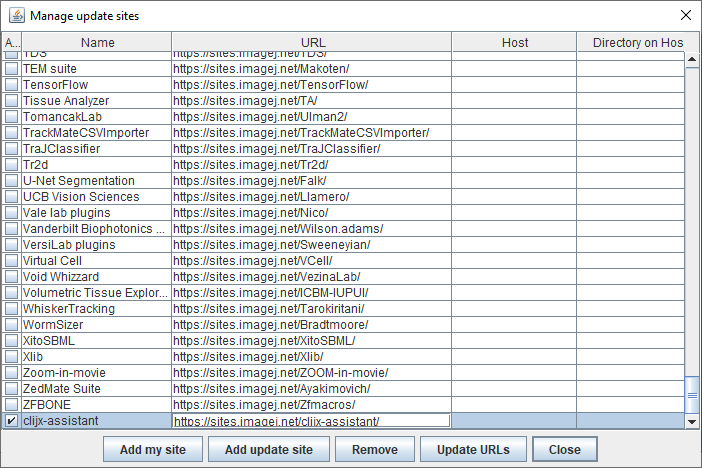 Manage update sites
A... Name URL Host Directory on Hos
TDS https://sites.imagej.net/TDS/
TEM suite https://sites.imagej.net/Makoten/
TensorFlow https://sites.imagej.net/TensorFlow/
Tissue Analyzer https://sites.imagej.net/TA/
TomancakLab https://sites.imagej.net/Ulman2/
TrackMateCSVImporter https://sites.imagej.net/TrackMateCSVImporter/
TraJClassifier https://sites.imagej.net/TraJClassifier/
Tr2d https://sites.imagej.net/Tr2d/
U-Net Segmentation https://sites.imagej.net/Falk/
UCB Vision Sciences https://sites.imagej.net/Llamero/
Vale lab plugins https://sites.imagej.net/Nico/
Vanderbilt Biophotonics ... https://sites.imagej.net/Wilson.adams/
VersiLab plugins https://sites.imagej.net/Sweeneyian/
Virtual Cell https://sites.imagej.net/VCell/
Void Whizzard https://sites.imagej.net/VezinaLab/
Volumetric Tissue Explor... https://sites.imagej.net/ICBM-IUPUI/
WhiskerTracking https://sites.imagej.net/Tarokiritani/
WormSizer https://sites.imagej.net/Bradtmoore/
XitoSBML https://sites.imagej.net/XitoSBML/
Xlib https://sites.imagej.net/Xlib/
Zoom-in-movie https://sites.imagej.net/ZOOM-in-movie/
ZedMate Suite https://sites.imagej.net/Ayakimovich/
ZFBONE https://sites.imagej.net/Zfmacros/
clijx-assistant https://sites.imagej.net/clijx-assistant/
Add my site Add update site Remove Update URLs Close